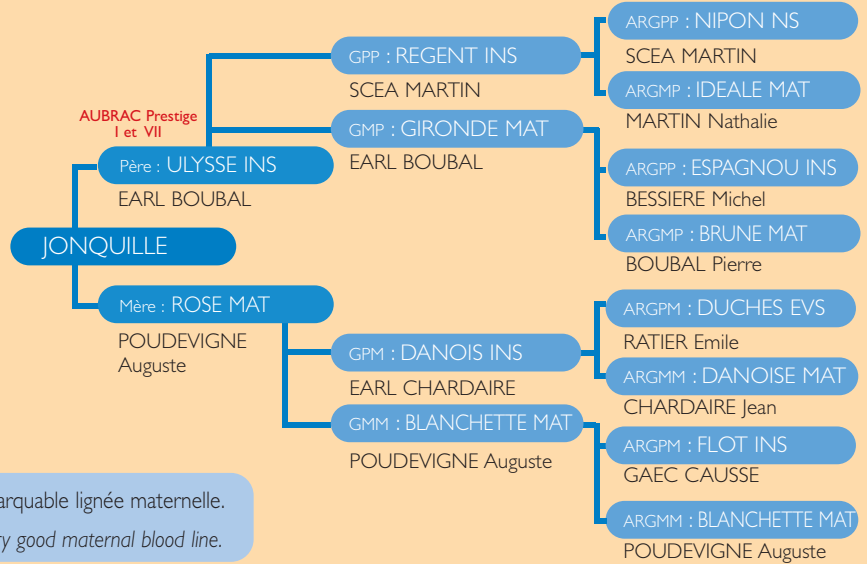 ARGPP : NIPON NS
SCEA MARTIN
GPP : REGENT INS
SCEA MARTIN
ARGMP : IDEALE MAT
MARTIN Nathalie
AUBRAC Prestige
I et VII
GMP : GIRONDE MAT
EARL BOUBAL
Père : ULYSSE INS
EARL BOUBAL
ARGPP : ESPAGNOU INS
BESSIERE Michel
ARGMP : BRUNE MAT
BOUBAL Pierre
JONQUILLE
Mère : ROSE MAT
POUDEVIGNE
Auguste
ARGPM : DUCHES EVS
RATIER Emile
GPM : DANOIS INS
EARL CHARDAIRE
ARGMM : DANOISE MAT
CHARDAIRE Jean
GMM : BLANCHETTE MAT
POUDEVIGNE Auguste
ARGPM : FLOT INS
GAEC CAUSSE
ARGMM : BLANCHETTE MAT
POUDEVIGNE Auguste
arquable lignée maternelle.
ry good maternal blood line.